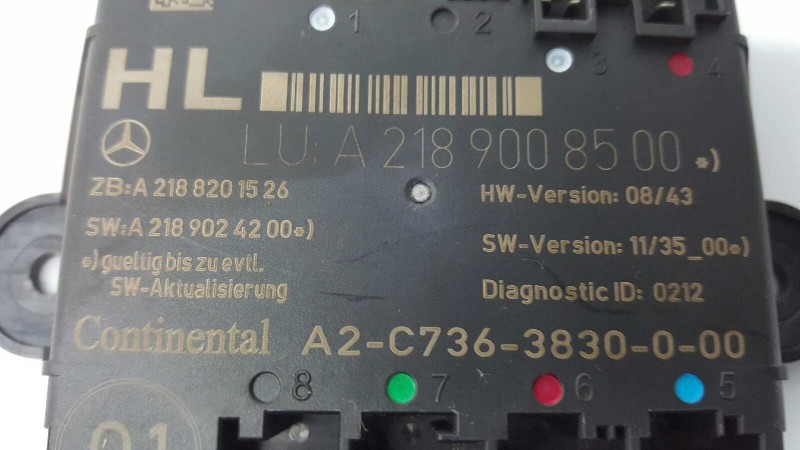 1 2
3 4
HL
LU: A 218 900 85 00 *)
ZB:A 218 820 15 26
HW-Version: 08/43
SW:A 218 902 42 00*)
SW-Version: 11/35_00*)
*) gueltig bis zu evtl.
SW-Aktualisierung
Diagnostic ID: 0212
Continental A2-C736-3830-0-00
8 7 6 5
01